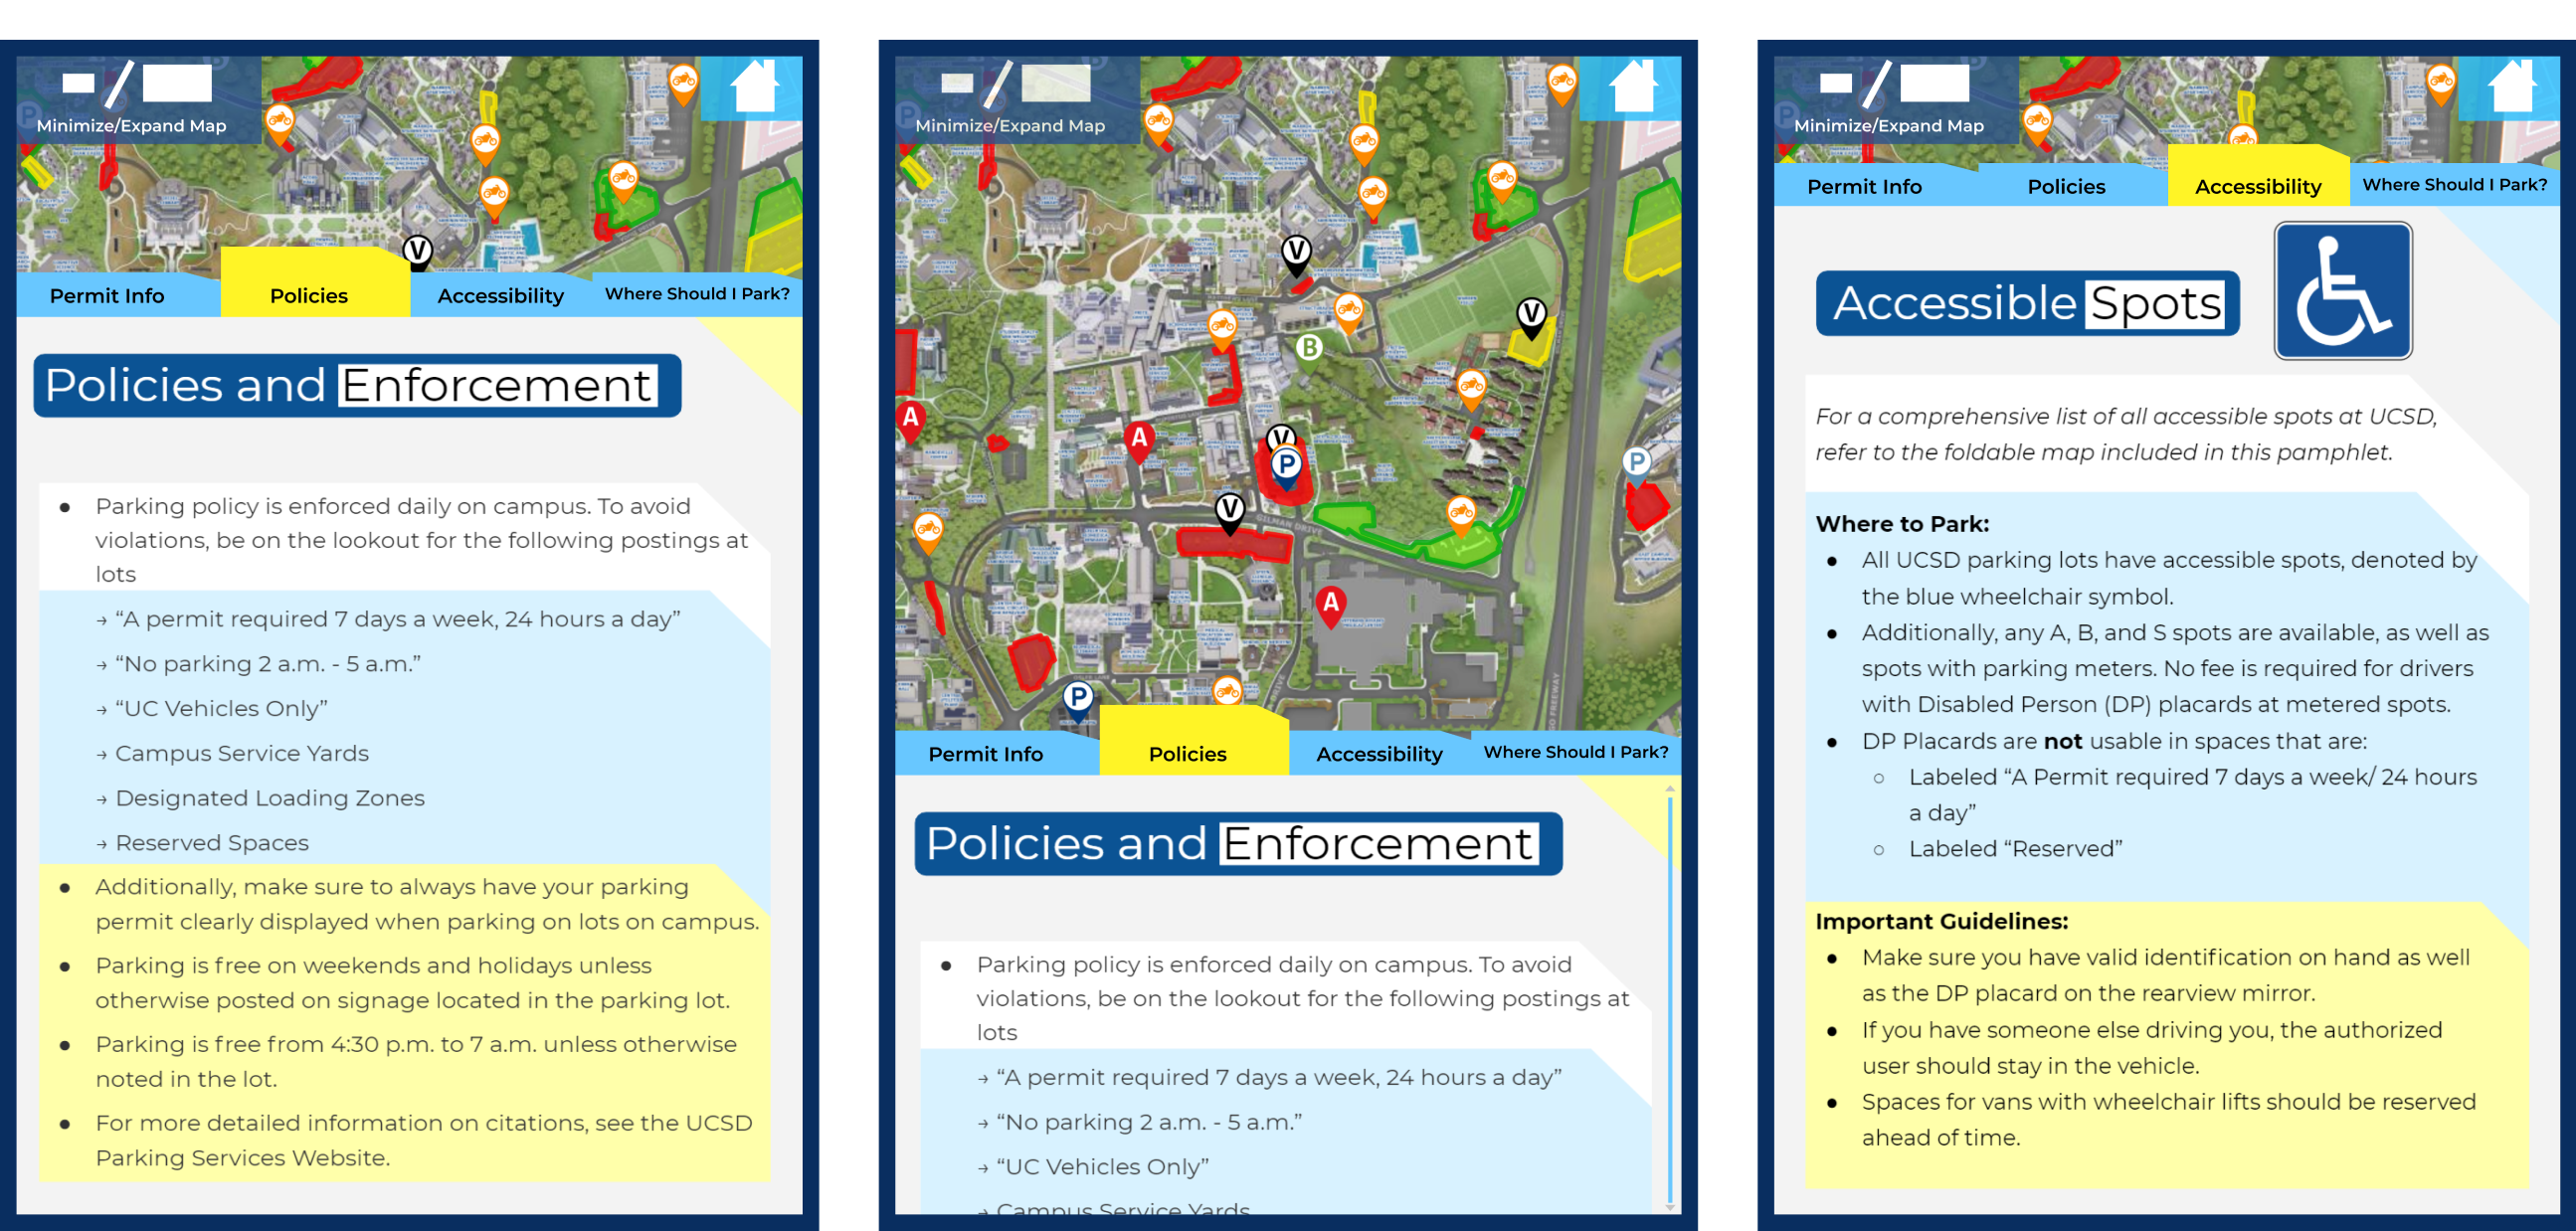 Minimize/Expand Map
Permit Info
Policies
Accessibility
Where Should I Park?
V
Policies and Enforcement
● Parking policy is enforced daily on campus. To avoid
violations, be on the lookout for the following postings at
lots
→ “A permit required 7 days a week, 24 hours a day”
→ “No parking 2 a.m. - 5 a.m.”
→ “UC Vehicles Only”
→ Campus Service Yards
→ Designated Loading Zones
→ Reserved Spaces
● Additionally, make sure to always have your parking
permit clearly displayed when parking on lots on campus.
● Parking is free on weekends and holidays unless
otherwise posted on signage located in the parking lot.
● Parking is free from 4:30 p.m. to 7 a.m. unless otherwise
noted in the lot.
● For more detailed information on citations, see the UCSD
Parking Services Website.
Minimize/Expand Map
V
V
B
A
A
V
P
P
V
GILMAN DRIVE
A
P
DRIVE
Permit Info
Policies
Accessibility
Where Should I Park?
Policies and Enforcement
● Parking policy is enforced daily on campus. To avoid
violations, be on the lookout for the following postings at
lots
→ “A permit required 7 days a week, 24 hours a day”
→ “No parking 2 a.m. - 5 a.m.”
→ “UC Vehicles Only”
→ Campus Service Yards
Minimize/Expand Map
Permit Info
Policies
Accessibility
Where Should I Park?
Accessible Spots
For a comprehensive list of all accessible spots at UCSD,
refer to the foldable map included in this pamphlet.
Where to Park:
● All UCSD parking lots have accessible spots, denoted by
the blue wheelchair symbol.
● Additionally, any A, B, and S spots are available, as well as
spots with parking meters. No fee is required for drivers
with Disabled Person (DP) placards at metered spots.
● DP Placards are not usable in spaces that are:
○ Labeled “A Permit required 7 days a week/ 24 hours
a day”
○ Labeled “Reserved”
Important Guidelines:
● Make sure you have valid identification on hand as well
as the DP placard on the rearview mirror.
● If you have someone else driving you, the authorized
user should stay in the vehicle.
● Spaces for vans with wheelchair lifts should be reserved
ahead of time.